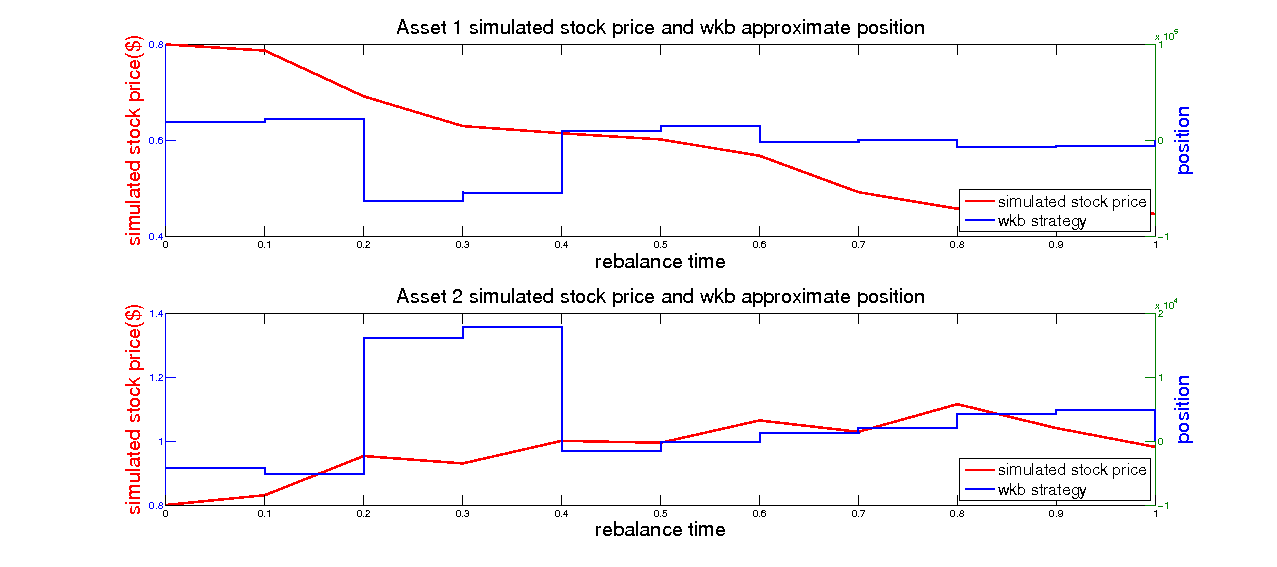 Asset 1 simulated stock price and wkb approximate position
simulated stock price($)
0.8
0.6
0.4
x 10
1
0
−1
position
simulated stock price
wkb strategy
0 0.1 0.2 0.3 0.4 0.5 0.6 0.7 0.8 0.9 1
rebalance time
Asset 2 simulated stock price and wkb approximate position
simulated stock price($)
1.4
1.2
1
0.8
x 10^4
2
1
0
−1
position
simulated stock price
wkb strategy
0 0.1 0.2 0.3 0.4 0.5 0.6 0.7 0.8 0.9 1
rebalance time